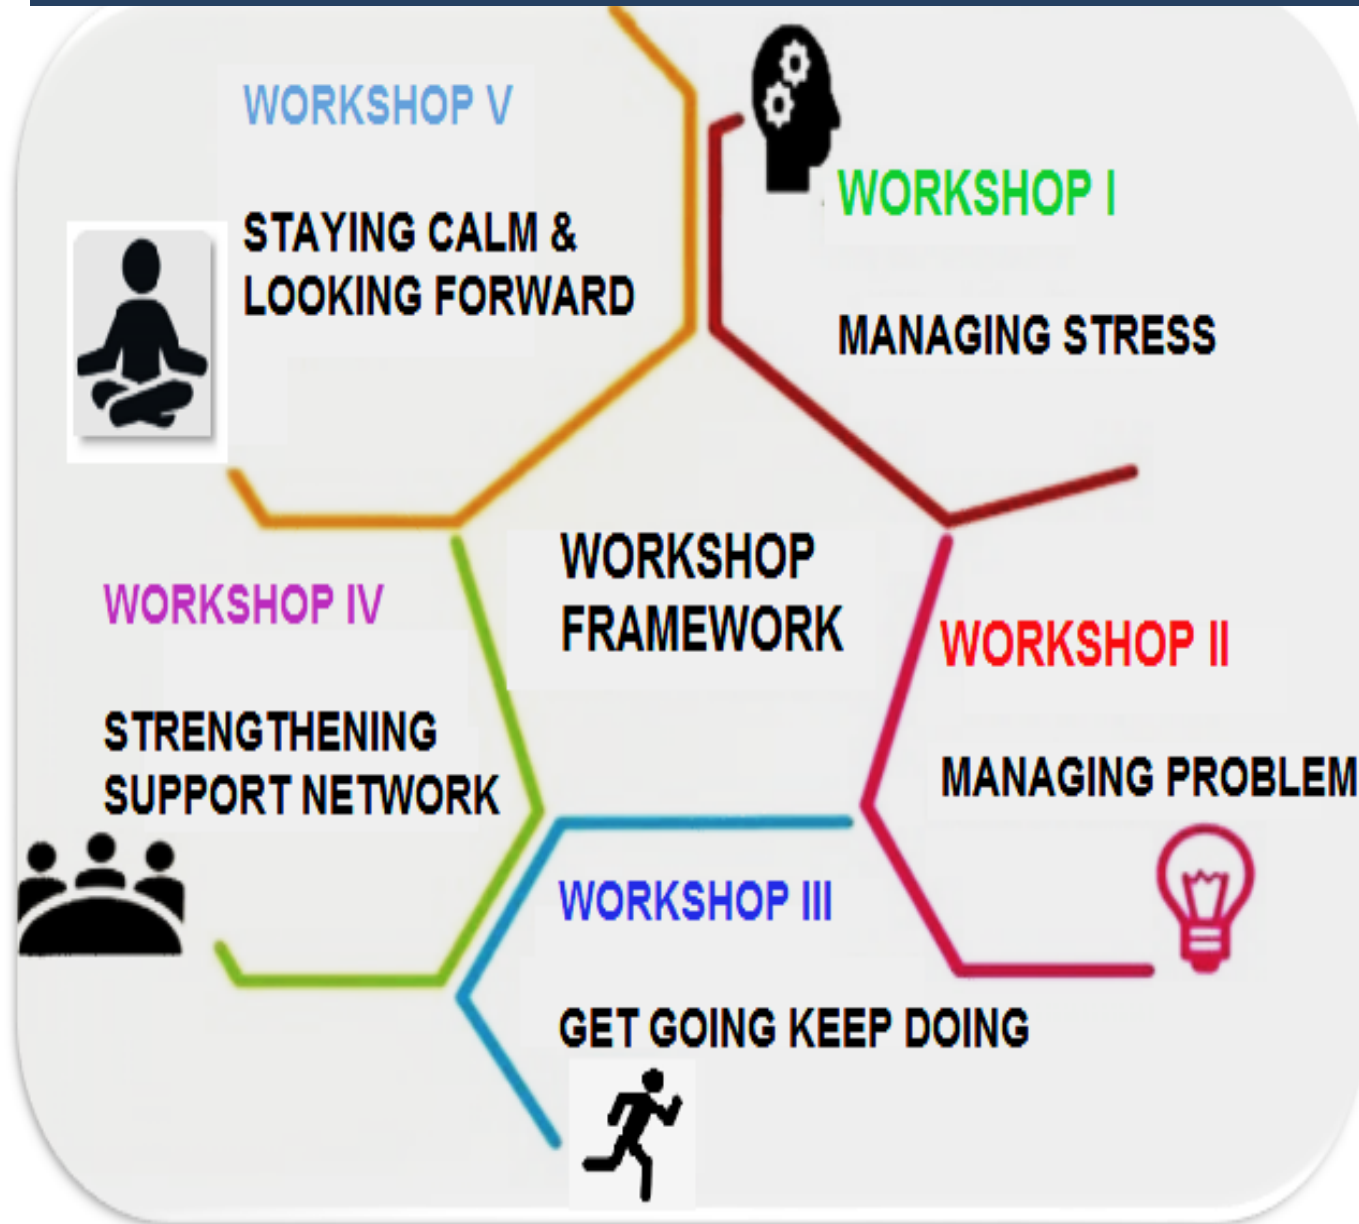 WORKSHOP V
STAYING CALM &
LOOKING FORWARD
WORKSHOP I
MANAGING STRESS
WORKSHOP
FRAMEWORK
WORKSHOP IV
STRENGTHENING
SUPPORT NETWORK
WORKSHOP II
MANAGING PROBLEM
WORKSHOP III
GET GOING KEEP DOING